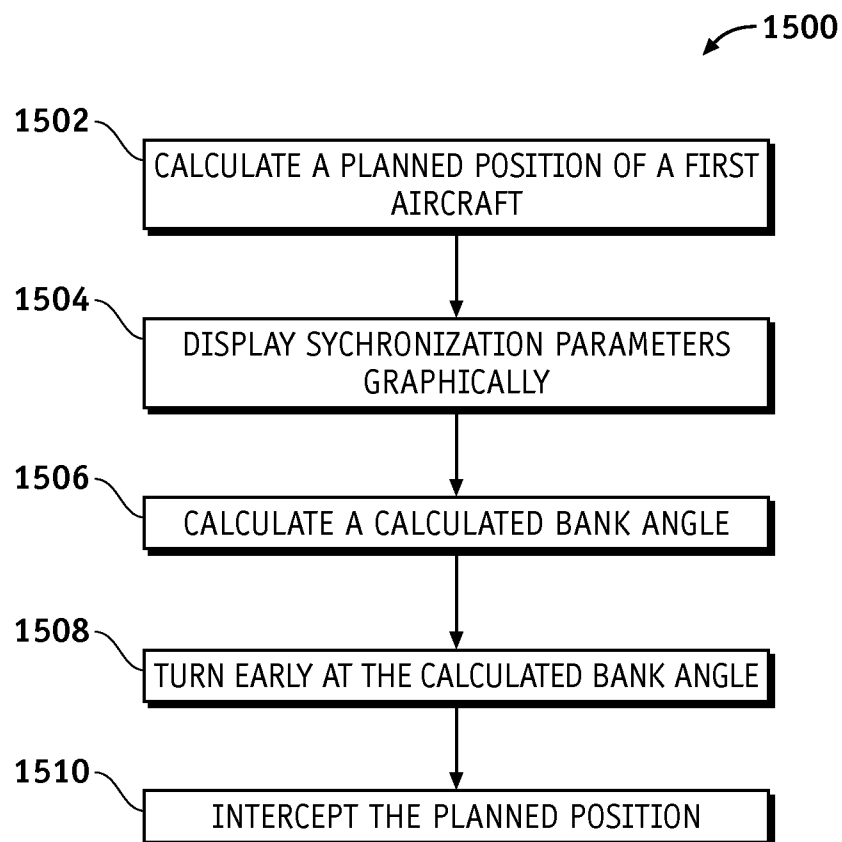 1500
1502
CALCULATE A PLANNED POSITION OF A FIRST
AIRCRAFT
1504
DISPLAY SYCHRONIZATION PARAMETERS
GRAPHICALLY
1506
CALCULATE A CALCULATED BANK ANGLE
1508
TURN EARLY AT THE CALCULATED BANK ANGLE
1510
INTERCEPT THE PLANNED POSITION